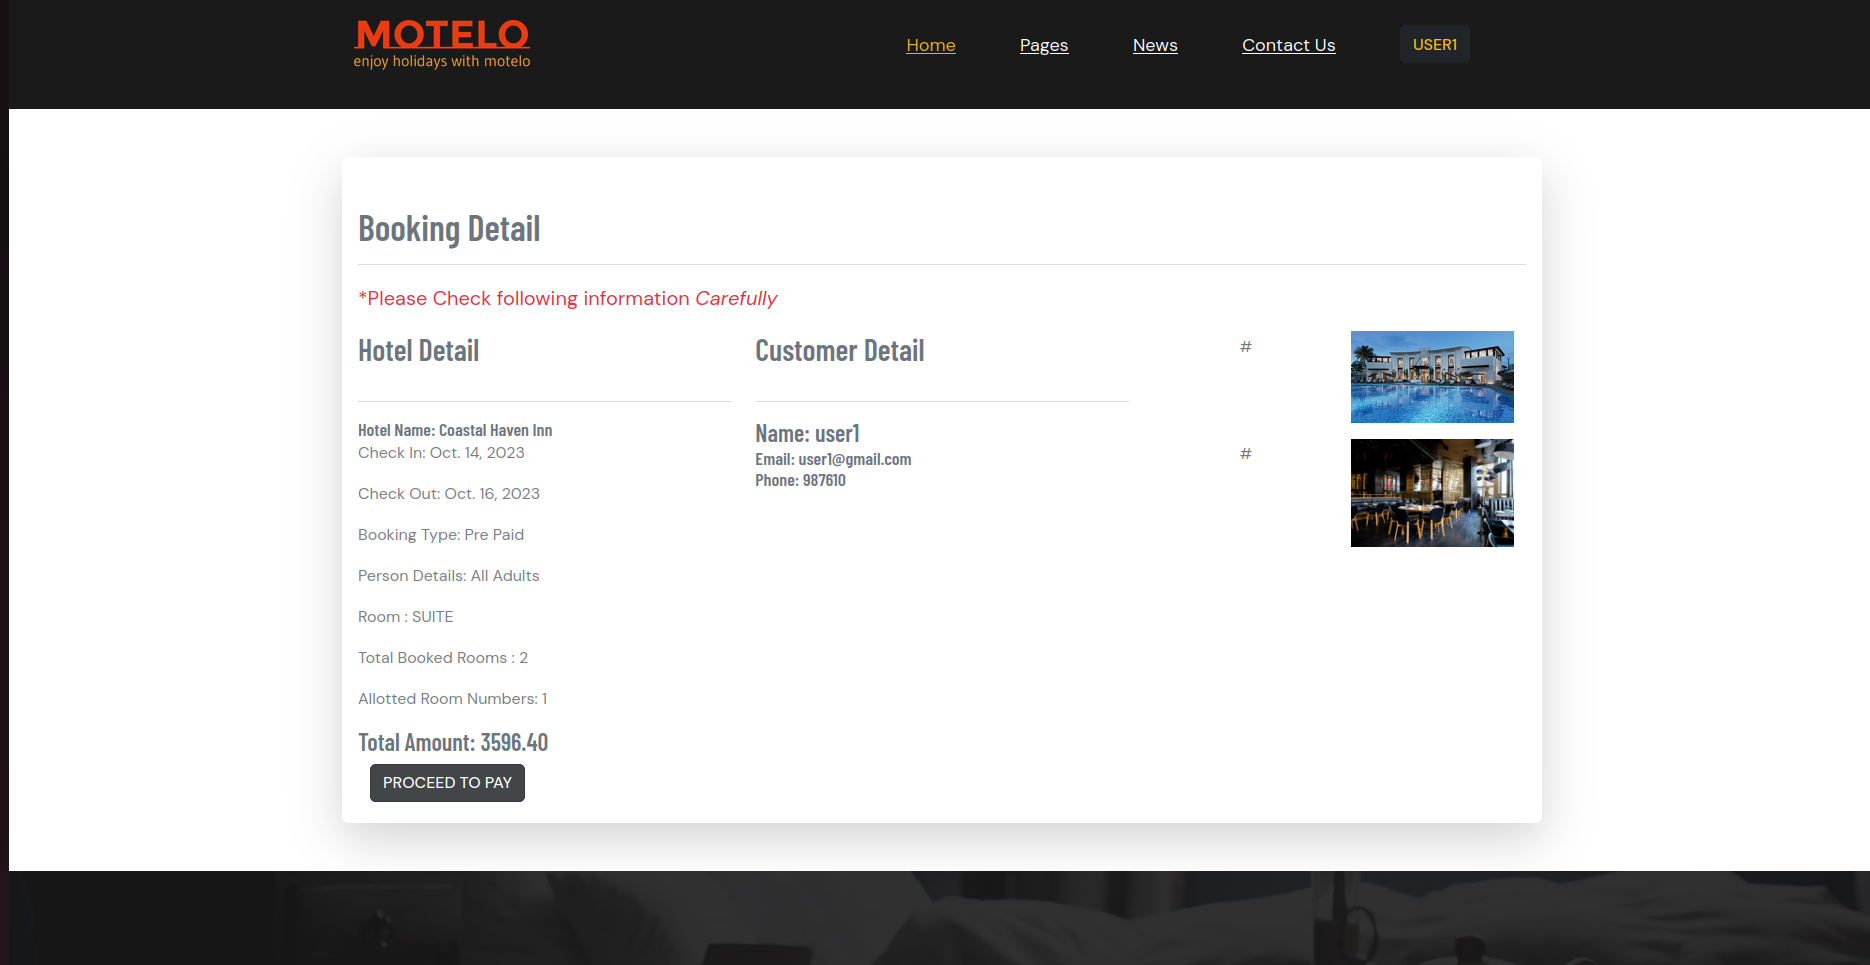 MOTELO
enjoy holidays with motelo
Home
Pages
News
Contact Us
USER1
Booking Detail
*Please Check following information Carefully
Hotel Detail
Hotel Name: Coastal Haven Inn
Check In: Oct. 14, 2023
Check Out: Oct. 16, 2023
Booking Type: Pre Paid
Person Details: All Adults
Room : SUITE
Total Booked Rooms : 2
Allotted Room Numbers: 1
Total Amount: 3596.40
PROCEED TO PAY
Customer Detail
Name: user1
Email: user1@gmail.com
Phone: 987610
#
#